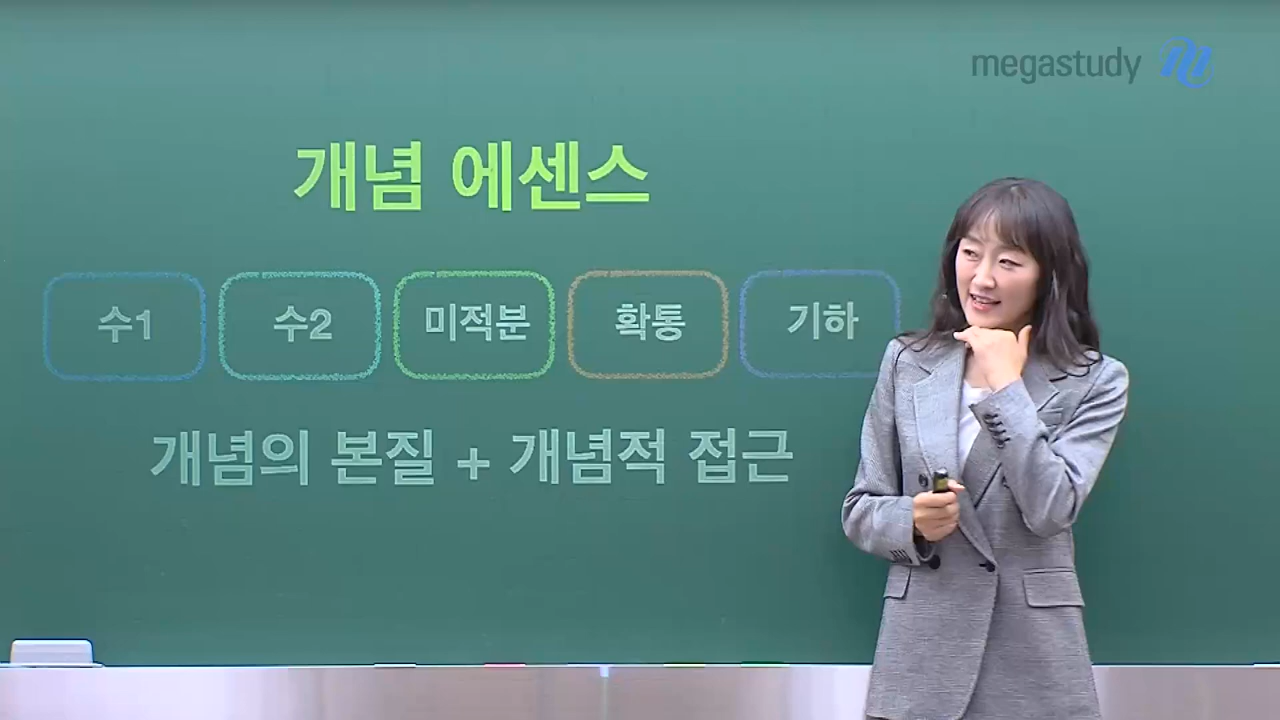 megastudy
개념 에센스
수1 수2 미적분 확통 기하
개념의 본질 + 개념적 접근